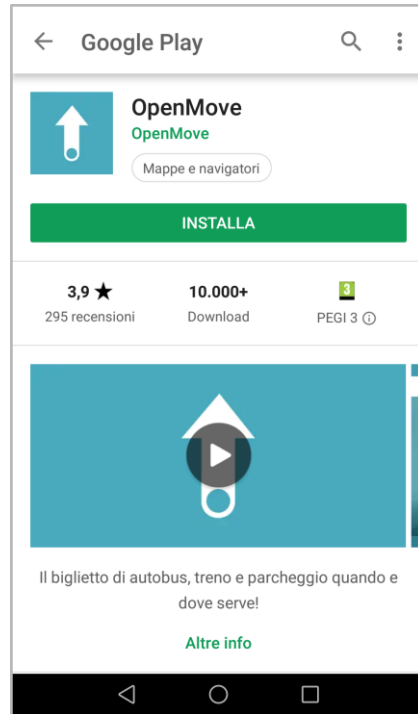 Google Play
OpenMove
OpenMove
Mappe e navigatori
INSTALLA
3,9 ★ 10.000+ 3
295 recensioni Download PEGI 3
Il biglietto di autobus, treno e parcheggio quando e
dove serve!
Altre info